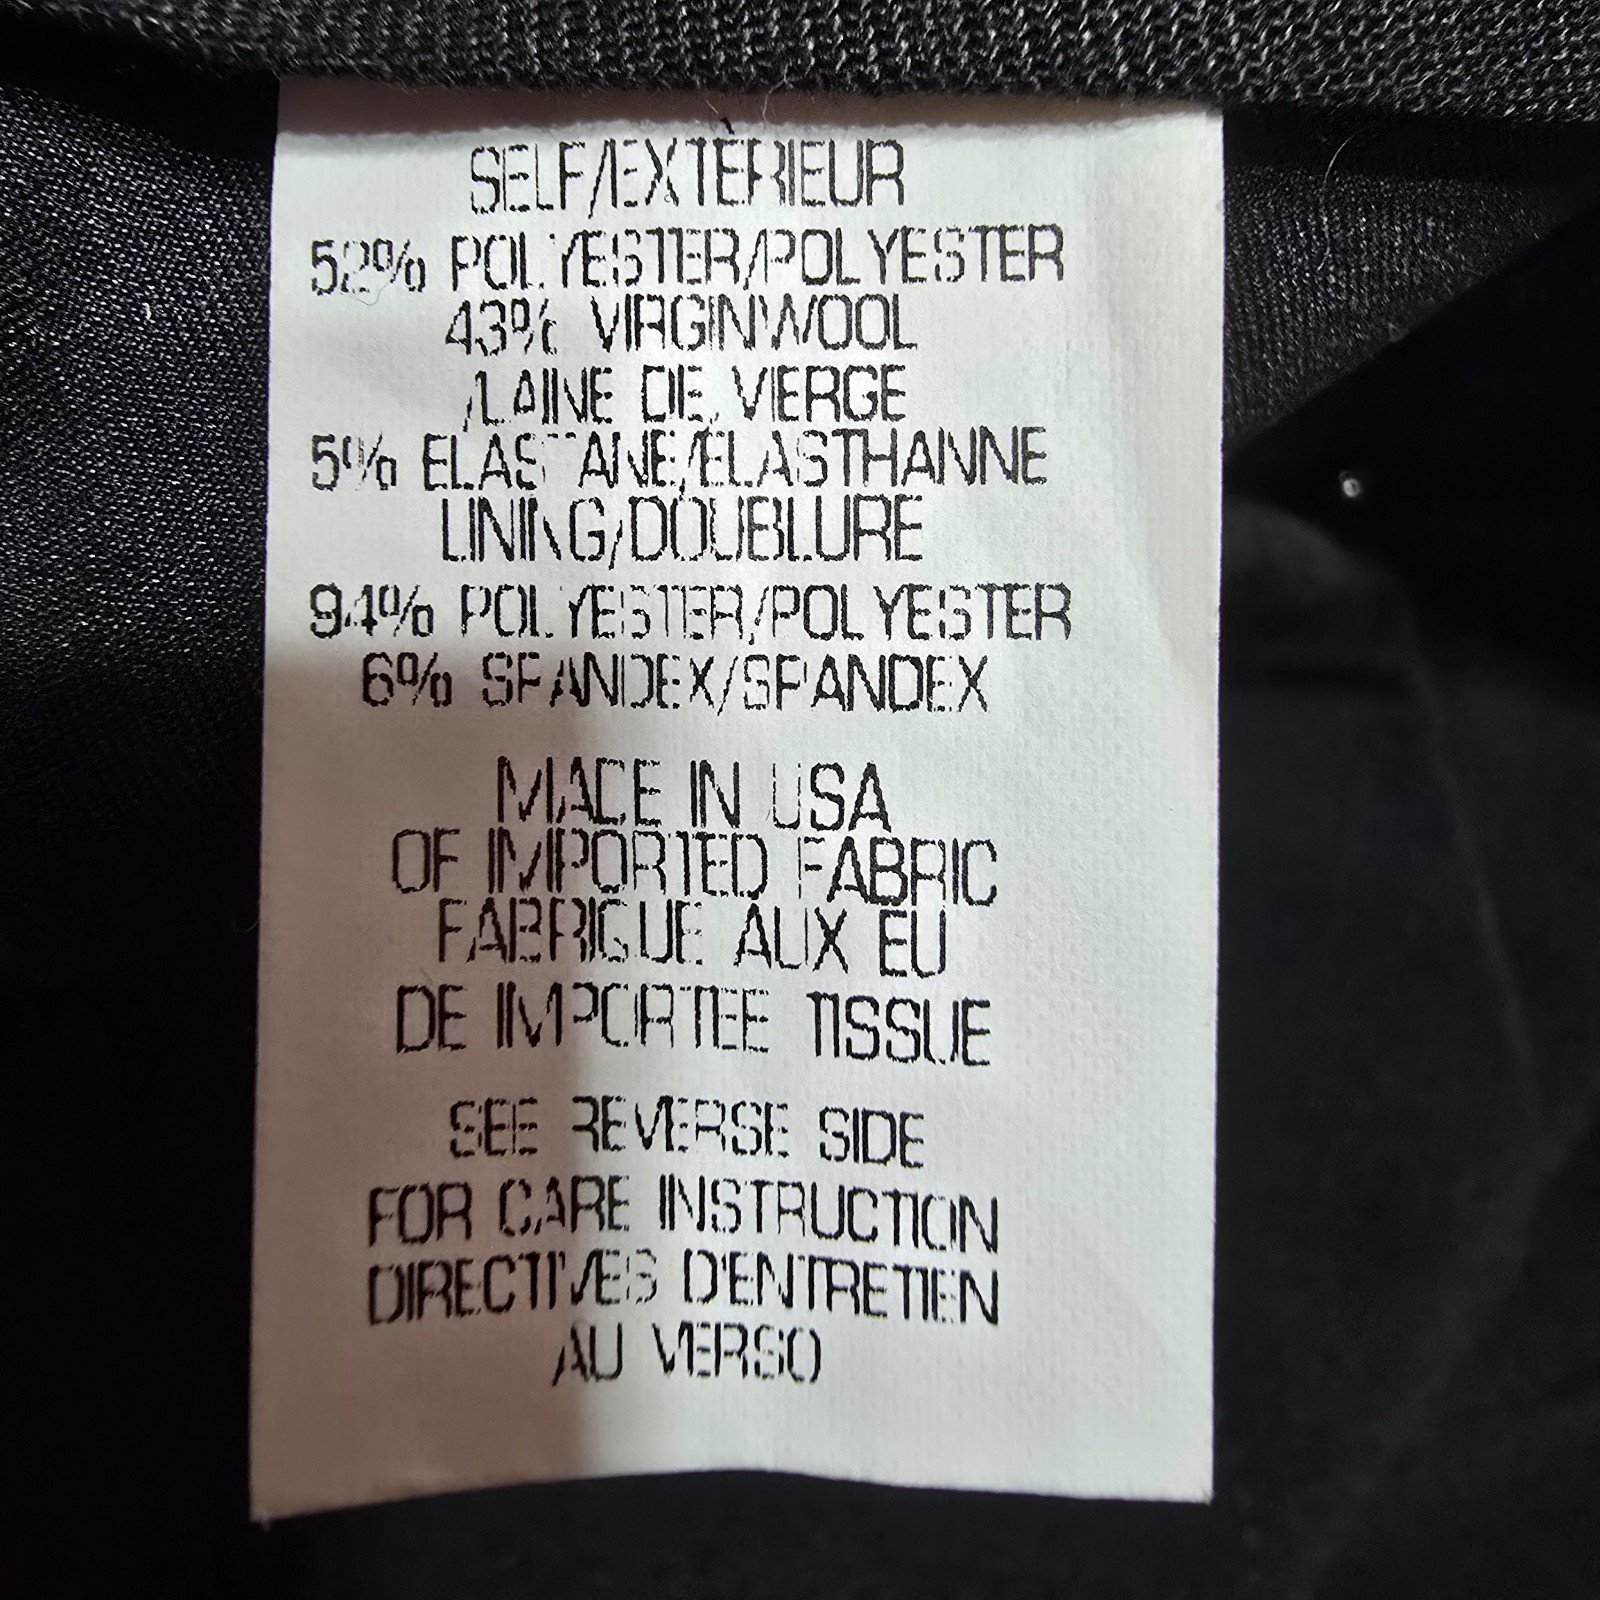 SELF/EXTÈRIEUR
52% POLYESTER/POLYESTER
43% VIRGINWOOL
/LAINE DE VIERGE
5% ELASTANE/ELASTHANNE
LINING/DOUBLURE
94% POLYESTER/POLYESTER
6% SPANDEX/SPANDEX
MADE IN USA
OF IMPORTED FABRIC
FABRIGUE AUX EU
DE IMPORTEE TISSUE
SEE REVERSE SIDE
FOR CARE INSTRUCTION
DIRECTIVES D'ENTRETIEN
AU VERSO